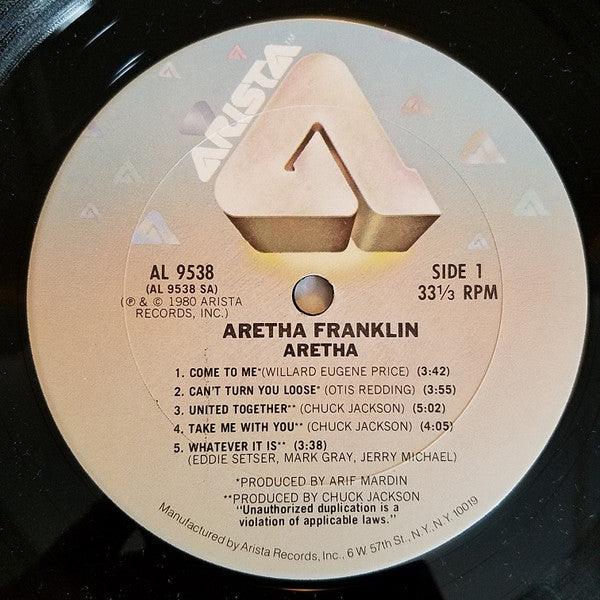 ARISTA™
AL 9538
(AL 9538 SA)
(℗ & © 1980 ARISTA
RECORDS, INC.)
SIDE 1
33⅓ RPM
ARETHA FRANKLIN
ARETHA
1. COME TO ME* (WILLARD EUGENE PRICE) (3:42)
2. CAN'T TURN YOU LOOSE* (OTIS REDDING) (3:55)
3. UNITED TOGETHER** (CHUCK JACKSON) (5:02)
4. TAKE ME WITH YOU** (CHUCK JACKSON) (4:05)
5. WHATEVER IT IS** (3:38)
(EDDIE SETSER, MARK GRAY, JERRY MICHAEL)
*PRODUCED BY ARIF MARDIN
**PRODUCED BY CHUCK JACKSON
"Unauthorized duplication is a
violation of applicable laws."
Manufactured by Arista Records, Inc., 6 W. 57th St., N.Y., N.Y. 10019